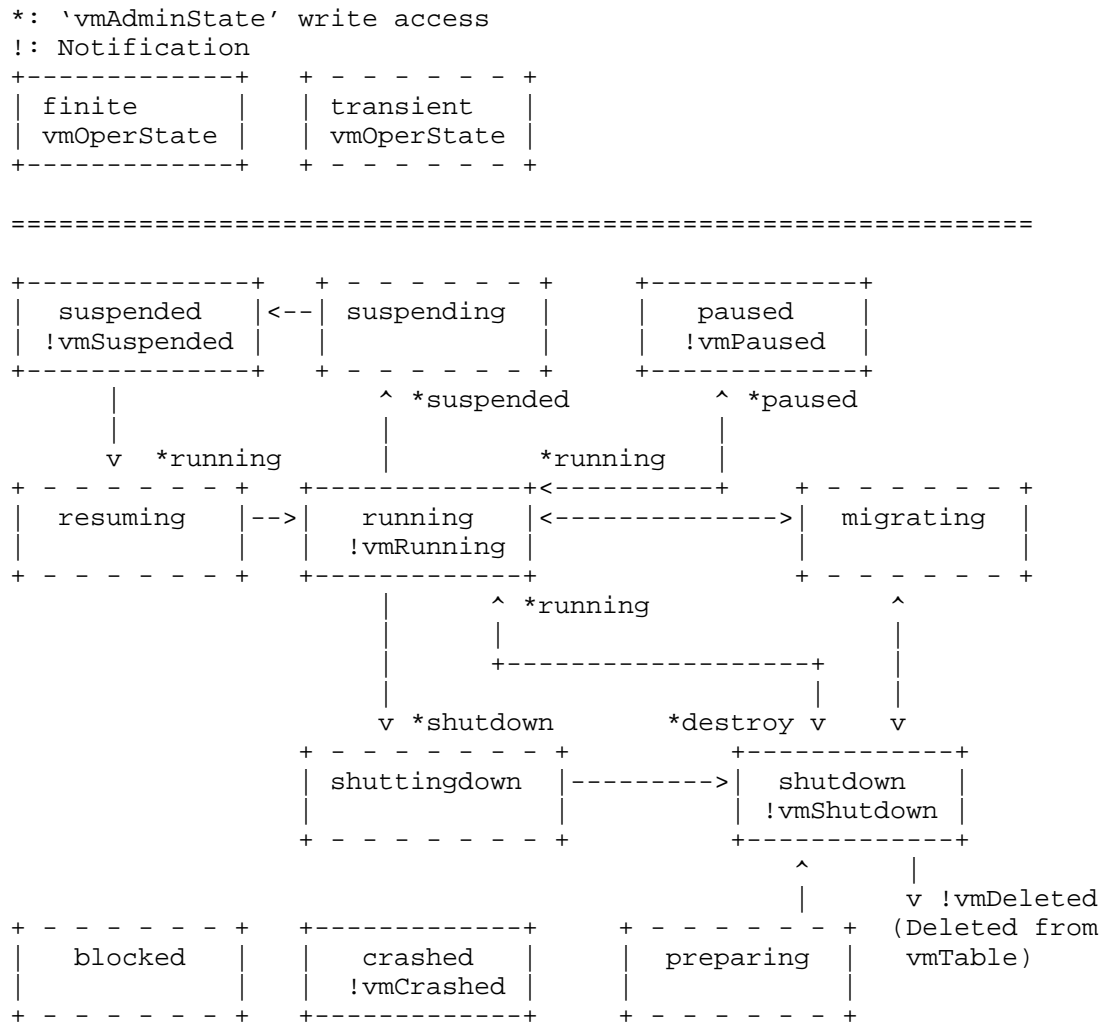 *: ‘vmAdminState’ write access
!: Notification
+-------------+   + - - - - - - - +
| finite      |   | transient   |
| vmOperState |   | vmOperState |
+-------------+   + - - - - - - - +
================================================================
+--------------+   + - - - - - - - +      +-------------+
|  suspended   |<--| suspending  |      |   paused    |
| !vmSuspended |   |             |      |  !vmPaused  |
+--------------+   + - - - - - - - +      +-------------+
      |                ^ *suspended         ^ *paused
      |                |                    |
      v  *running      |         *running   |
+ - - - - - - - +   +-------------+<----------+    + - - - - - - - +
|  resuming    |-->|   running   |<-------------->|  migrating  |
|              |   |  !vmRunning |                |             |
+ - - - - - - - +   +-------------+                + - - - - - - - +
                       |      ^ *running               ^
                       |      |                        |
                       |      +-------------------+    |
                       |                          |    |
                       v *shutdown       *destroy v    v
                  + - - - - - - - - +          +-------------+
                  | shuttingdown  |--------->|  shutdown   |
                  |               |          | !vmShutdown |
                  + - - - - - - - - +          +-------------+
                                                 ^      |
                                                 |      v !vmDeleted
+ - - - - - - - +   +-------------+     + - - - - - - - +  (Deleted from
|   blocked    |   |   crashed   |     |  preparing  |   vmTable)
|              |   |  !vmCrashed |     |             |
+ - - - - - - - +   +-------------+     + - - - - - - - +